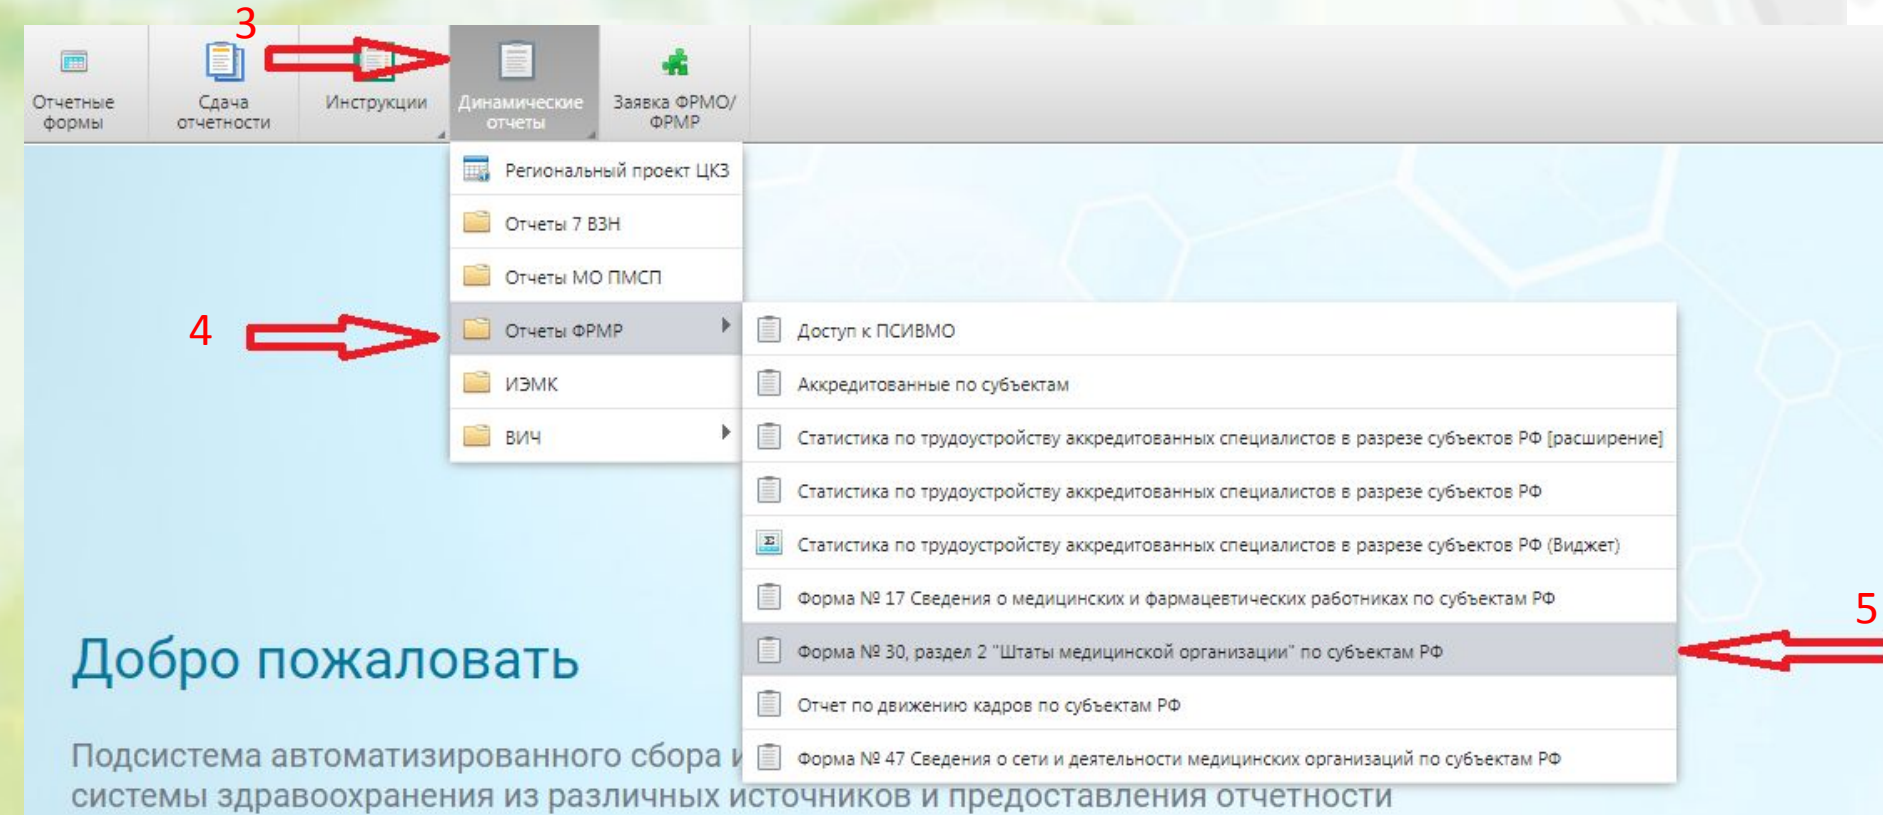 3
Отчетные
формы
Сдача
отчетности
Инструкции
Динамические
отчеты
Заявка ФРМО/
ФРМР
Региональный проект ЦКЗ
Отчеты 7 ВЗН
Отчеты МО ПМСП
4
Отчеты ФРМР
ИЭМК
ВИЧ
Доступ к ПСИВМО
Аккредитованные по субъектам
Статистика по трудоустройству аккредитованных специалистов в разрезе субъектов РФ [расширение]
Статистика по трудоустройству аккредитованных специалистов в разрезе субъектов РФ
Статистика по трудоустройству аккредитованных специалистов в разрезе субъектов РФ (Виджет)
Форма № 17 Сведения о медицинских и фармацевтических работниках по субъектам РФ
5
Форма № 30, раздел 2 "Штаты медицинской организации" по субъектам РФ
Отчет по движению кадров по субъектам РФ
Форма № 47 Сведения о сети и деятельности медицинских организаций по субъектам РФ
Добро пожаловать
Подсистема автоматизированного сбора и
системы здравоохранения из различных источников и предоставления отчетности